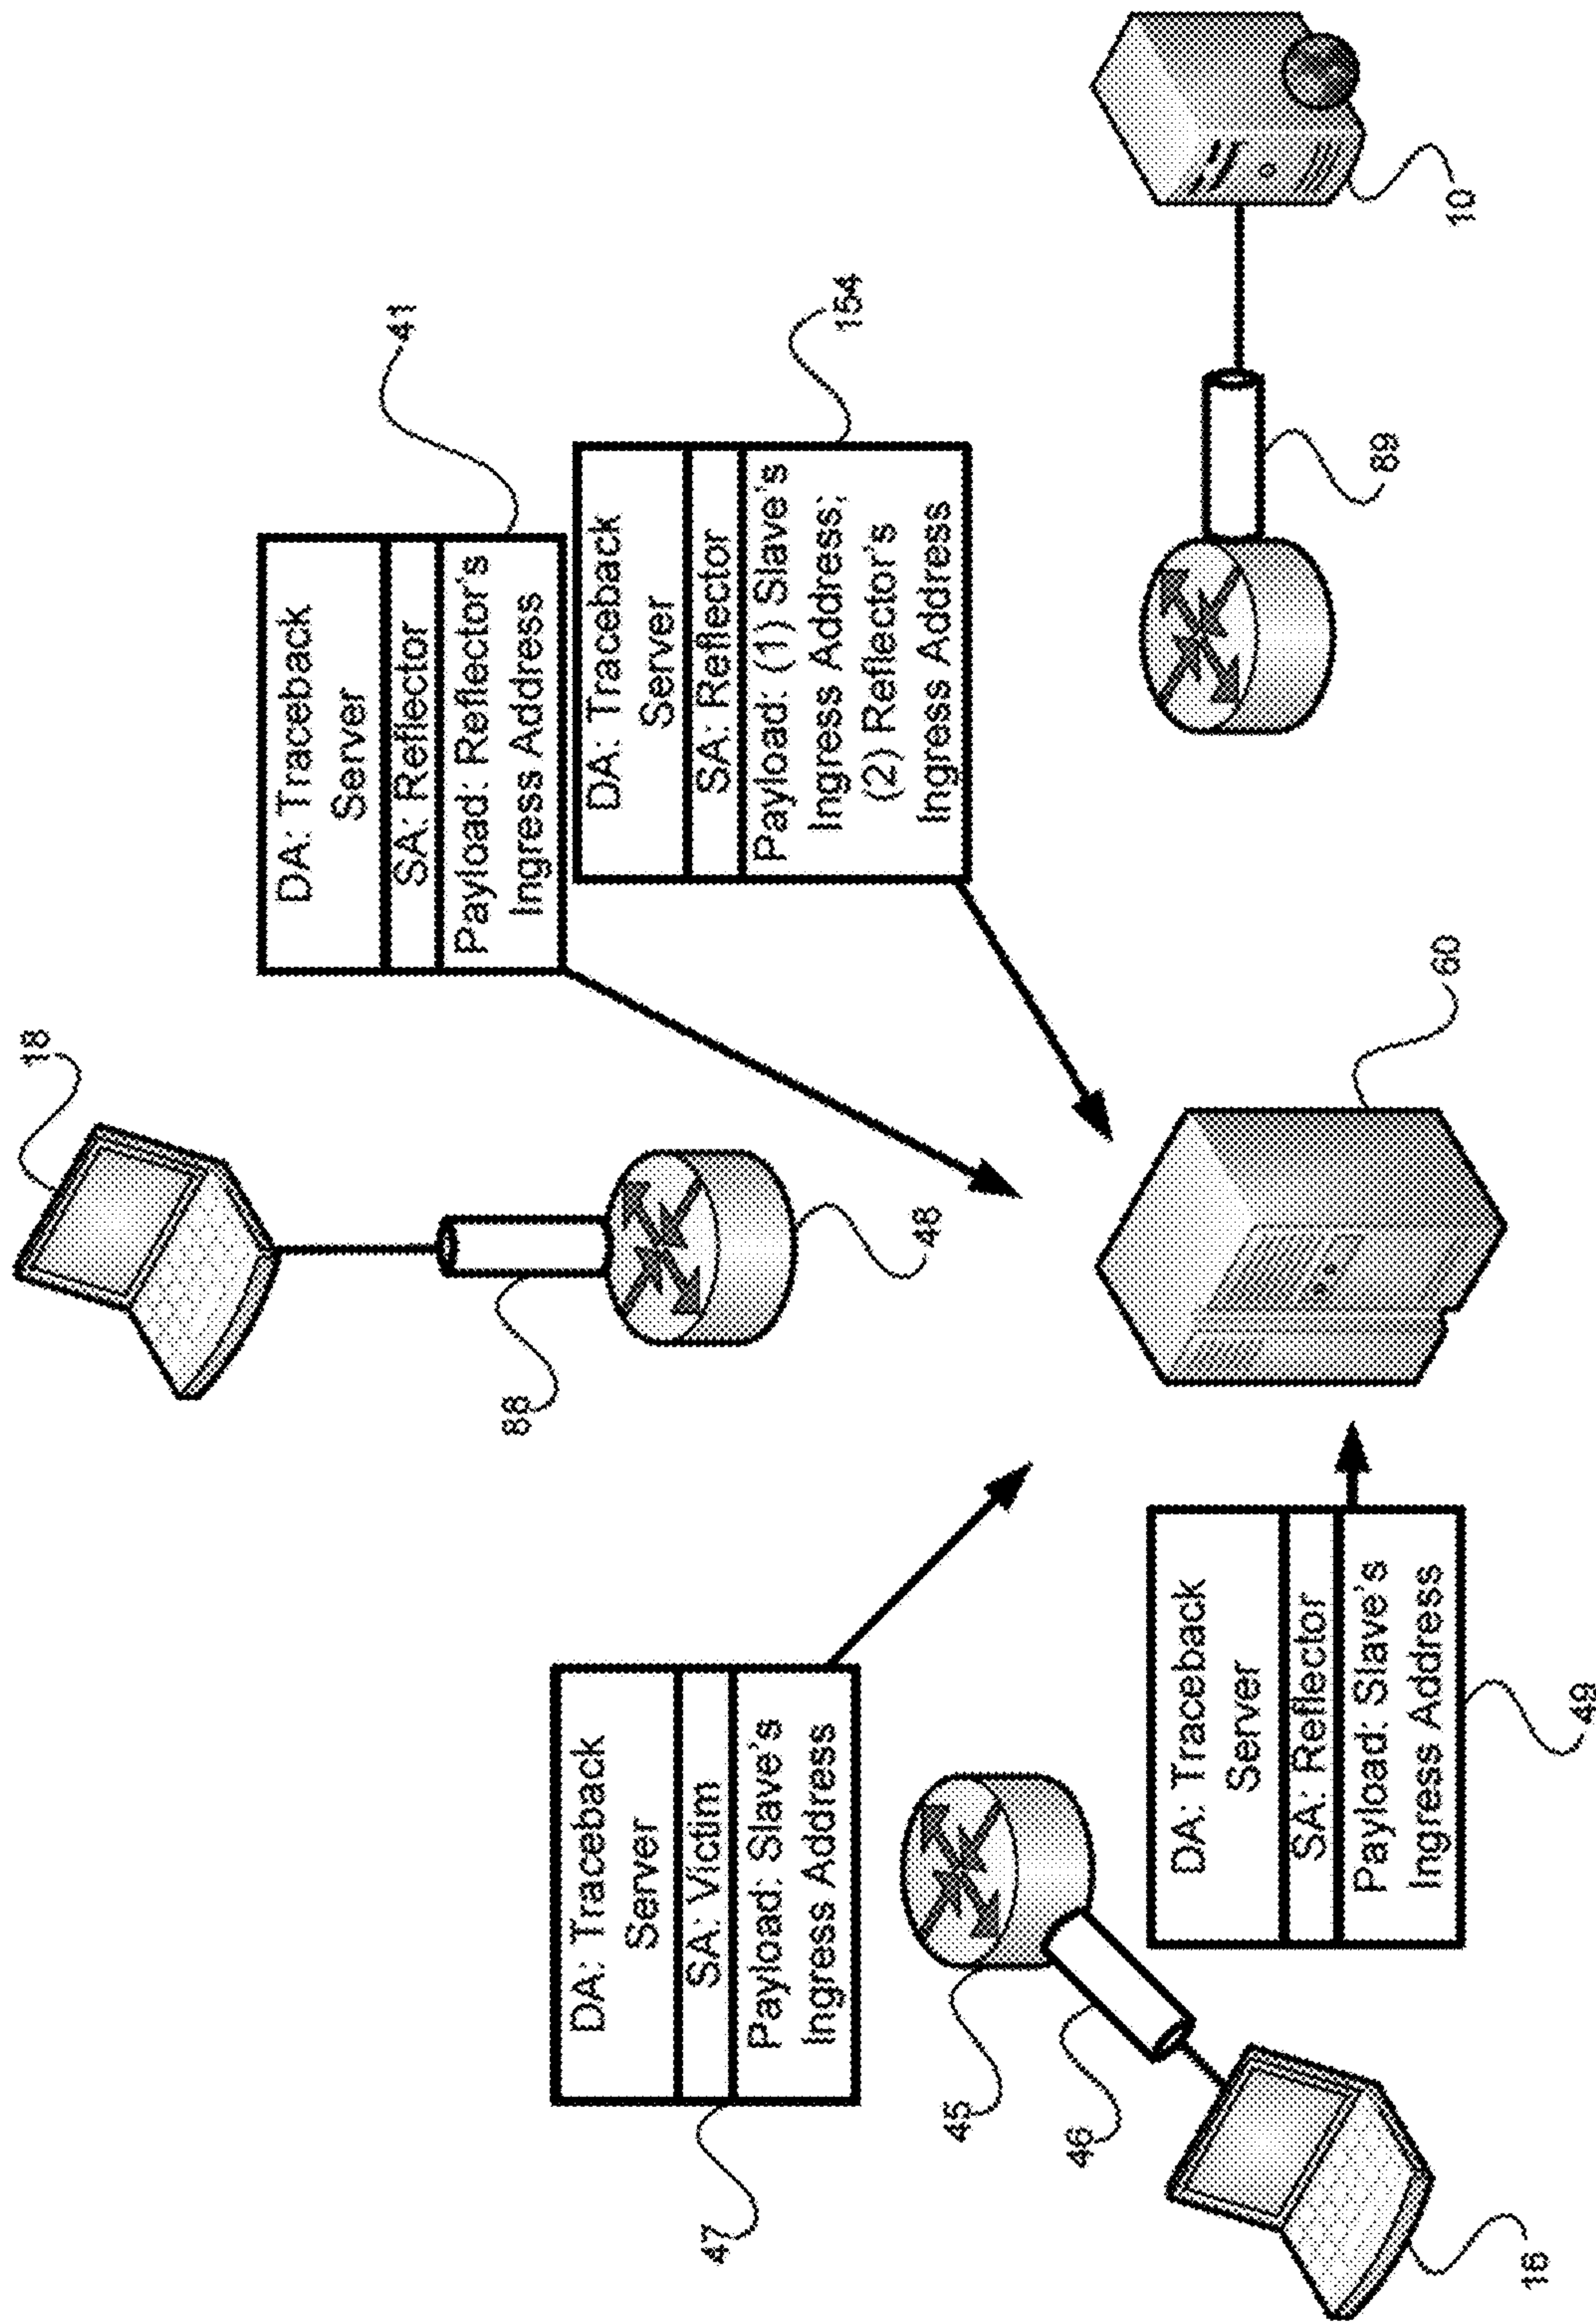 18
41
DA: Traceback
Server
SA: Reflector
Payload: Reflector's
Ingress Address
88
DA: Traceback
Server
SA: Victim
Payload: Slave's
Ingress Address
47
DA: Traceback
Server
SA: Reflector
Payload: (1) Slave's
Ingress Address;
(2) Reflector's
Ingress Address
154
48
45
46
DA: Traceback
Server
SA: Reflector
Payload: Slave's
Ingress Address
49
60
89
10
16